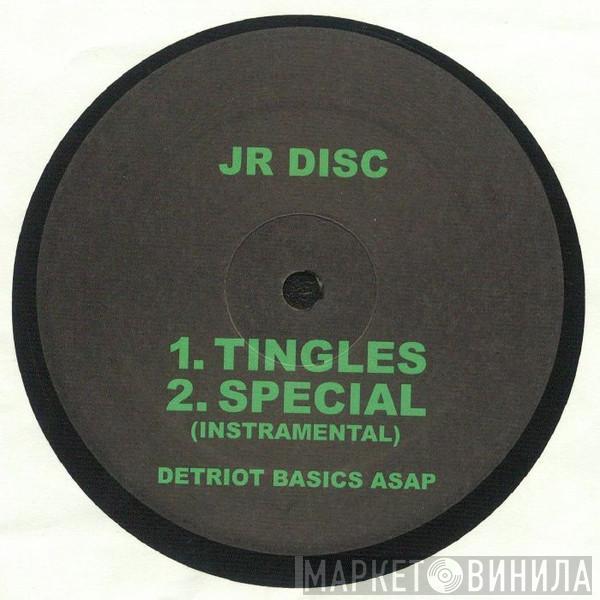 JR DISC
1. TINGLES
2. SPECIAL
(INSTRAMENTAL)
DETRIOT BASICS ASAP
МАРКЕТ ВИНИЛА